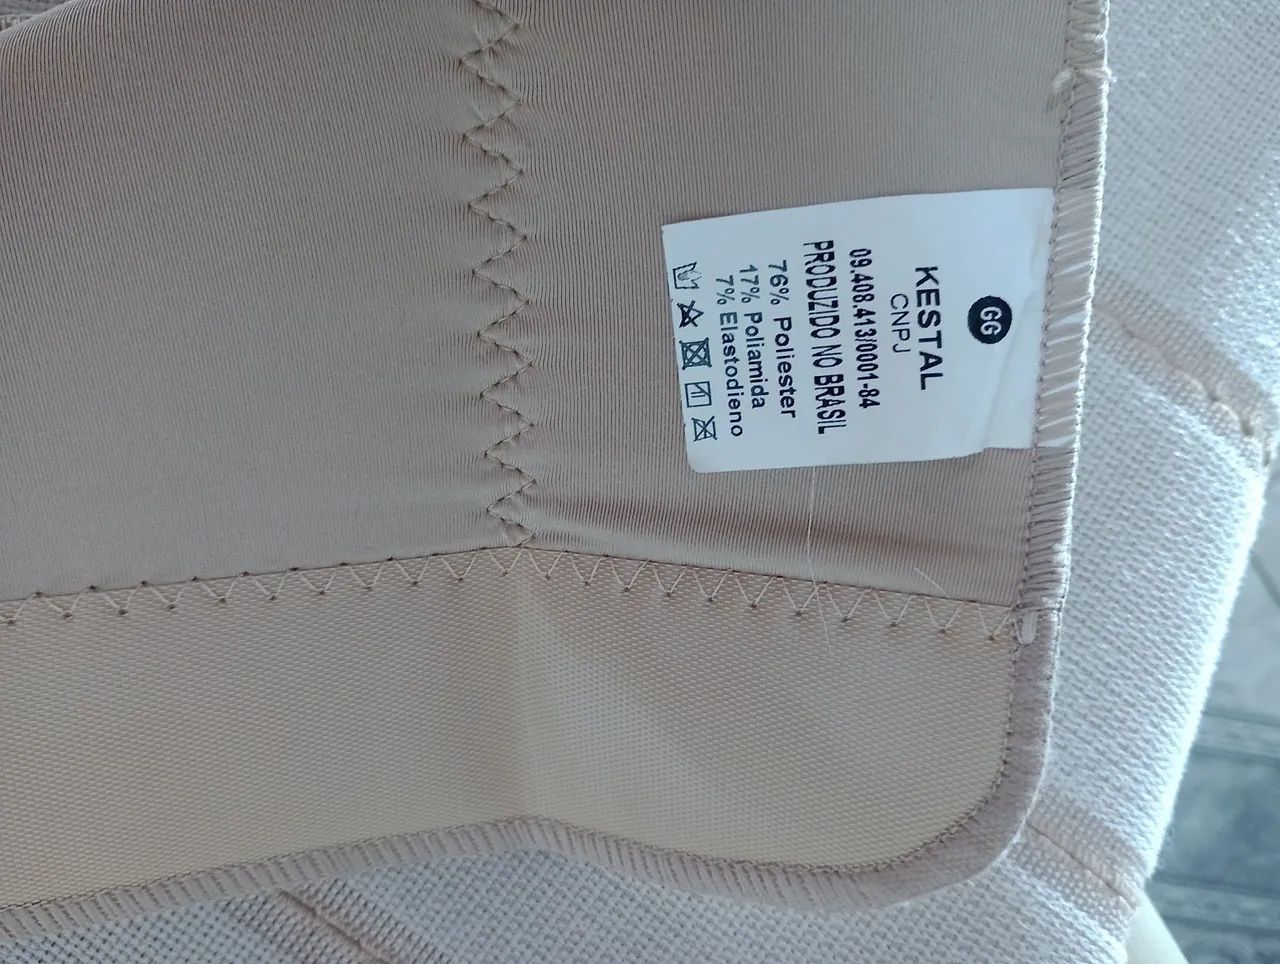 GG
KESTAL
CNPJ
09.408.413/0001-84
PRODUZIDO NO BRASIL
76% Poliester
17% Poliamida
7% Elastodieno